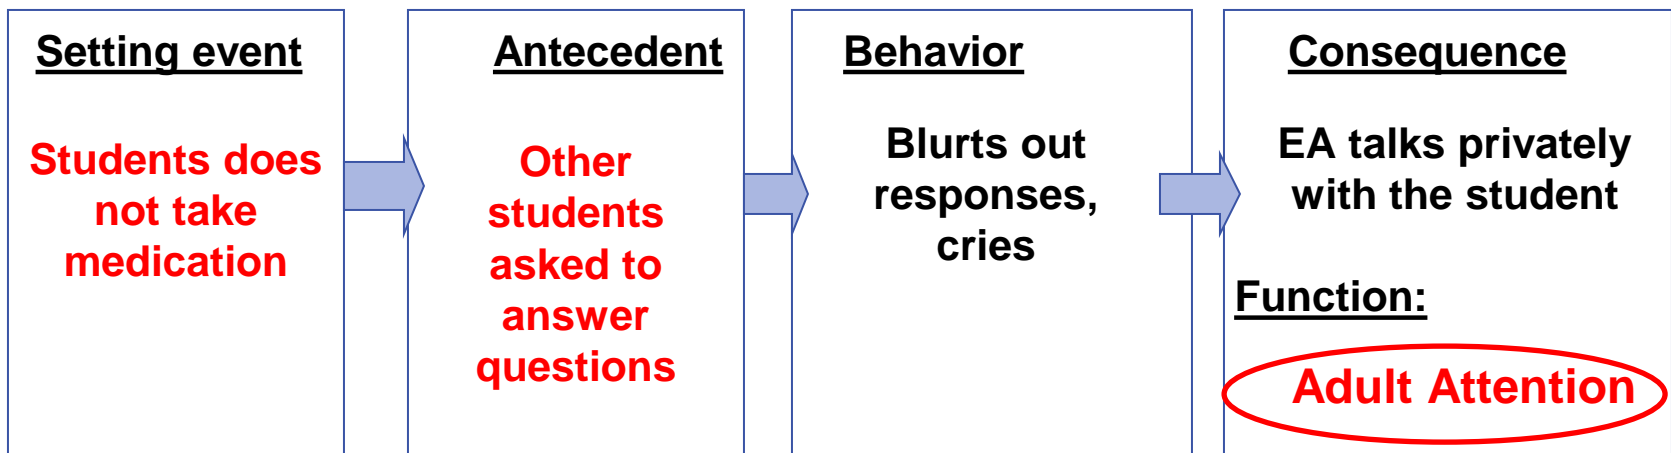 Setting event
Students does
not take
medication
Antecedent
Other
students
asked to
answer
questions
Behavior
Blurts out
responses,
cries
Consequence
EA talks privately
with the student
Function:
Adult Attention